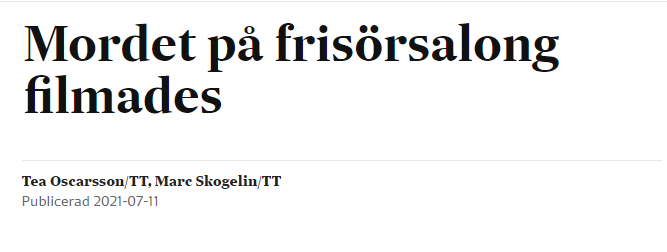 Mordet på frisörsalong
filmades
Tea Oscarsson/TT, Marc Skogelin/TT
Publicerad 2021-07-11